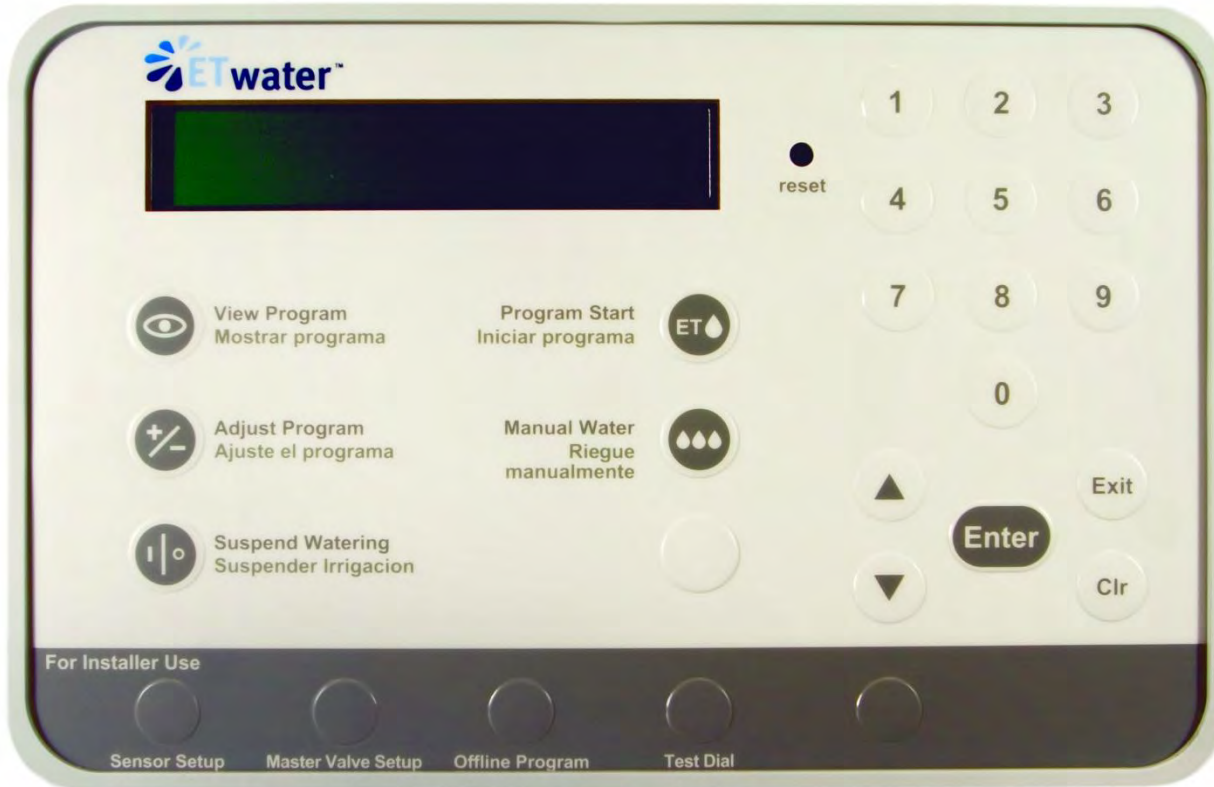 ETwater™
1
2
3
reset
4
5
6
7
8
9
0
View Program
Mostrar programa
Program Start
Iniciar programa
ET
Adjust Program
Ajuste el programa
Manual Water
Riegue
manualmente
Suspend Watering
Suspender Irrigacion
Exit
Enter
Clr
For Installer Use
Sensor Setup
Master Valve Setup
Offline Program
Test Dial